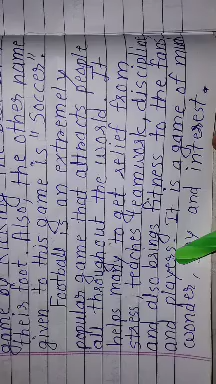 game of kicking the ball
their foot. Also the other name
given to this game is "soccer."
Football is an extremely
popular game that attracts people
all throughout the world. It
helps many to get relief from
stress, teaches teamwork, discipline
and also brings fitness to the fans
and players. It is a game of much
wonder and interest.